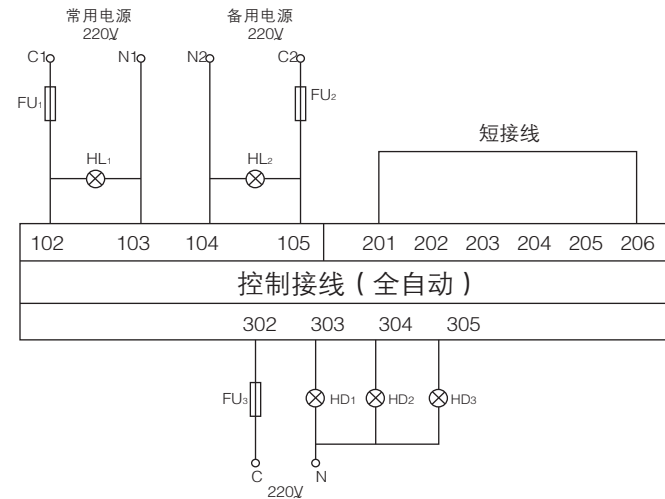 常用电源 备用电源
220V 220V
C1 N1 N2 C2
FU1 FU2
短接线
HL1 HL2
102 103 104 105 201 202 203 204 205 206
控制接线（全自动）
302 303 304 305
FU3 HD1 HD2 HD3
C N
220V